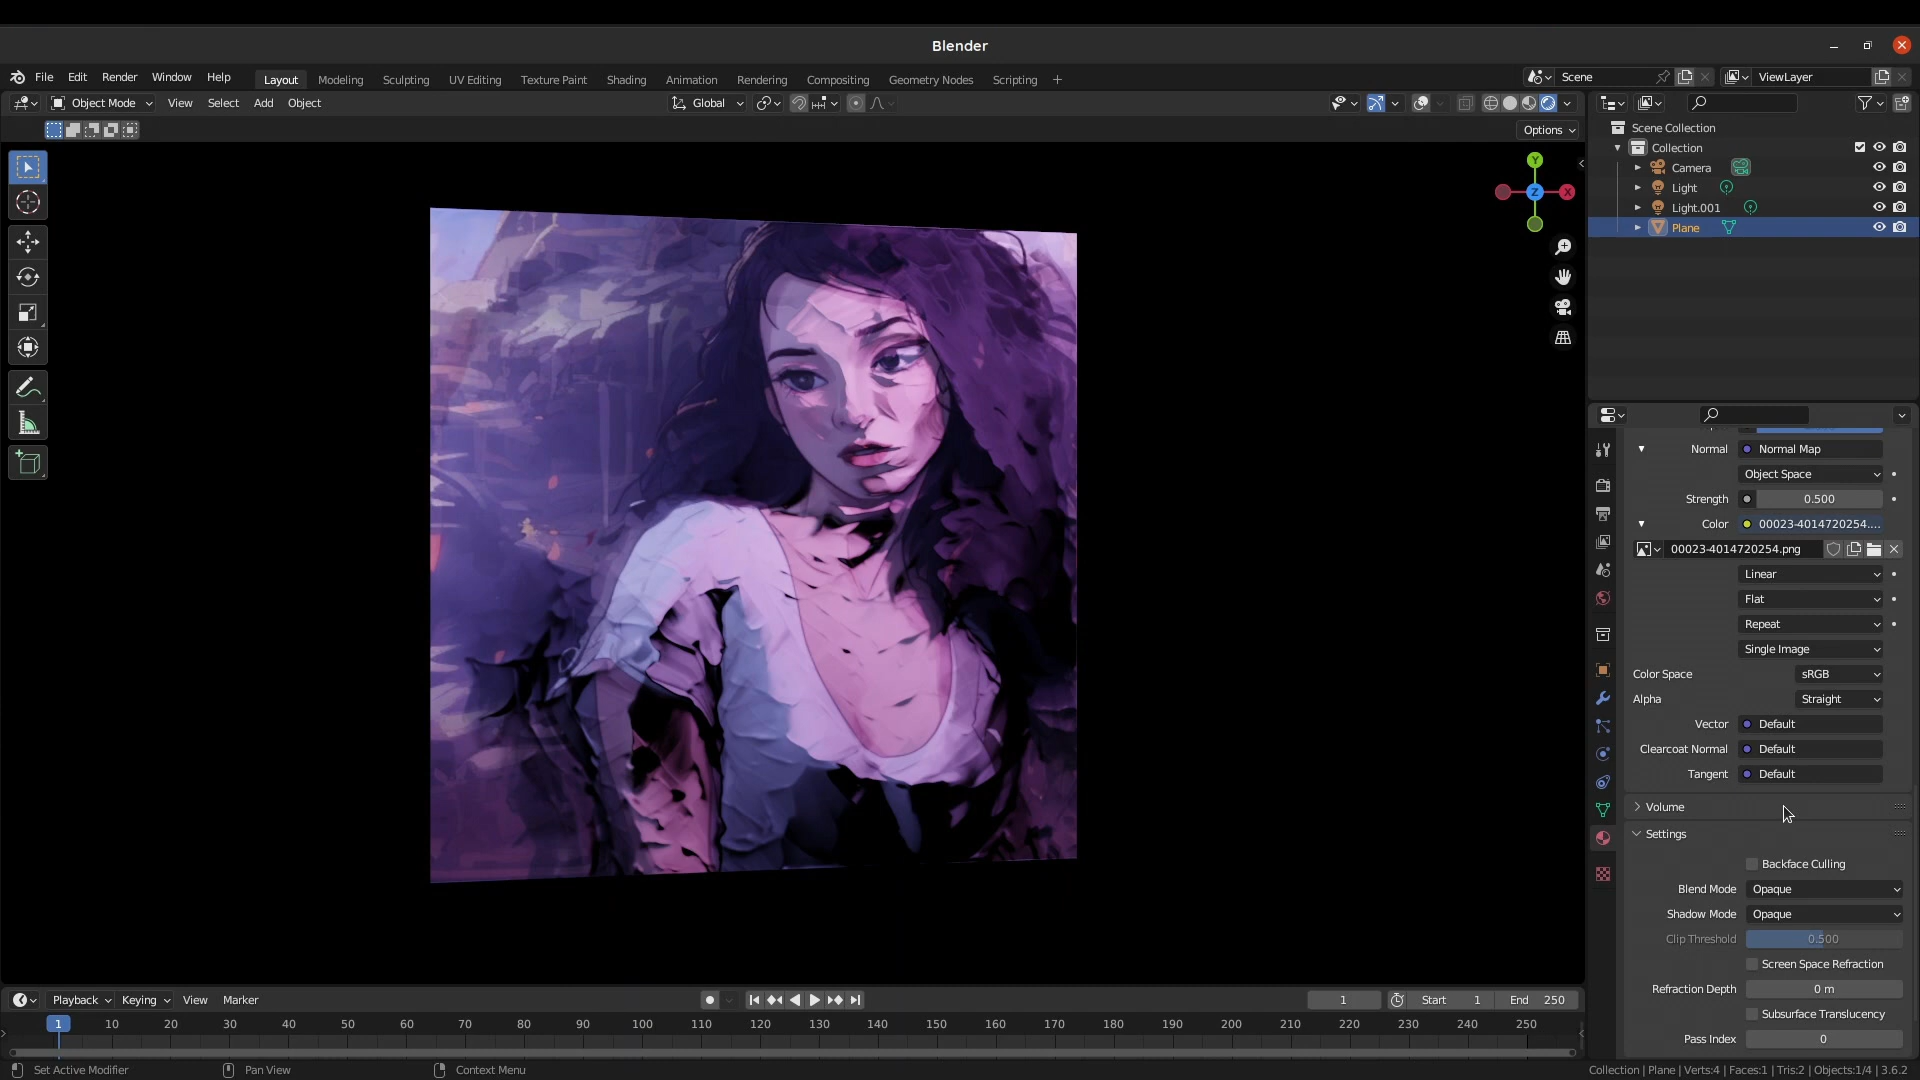 Blender
File Edit Render Window Help Layout Modeling Sculpting UV Editing Texture Paint Shading Animation Rendering Compositing Geometry Nodes Scripting + Scene ViewLayer
Object Mode View Select Add Object Global
Options
Scene Collection
Collection
Camera
Light
Light.001
Plane
Y
X
Z
Normal Normal Map
Object Space
Strength 0.500
Color 00023-4014720254....
00023-4014720254.png
Linear
Flat
Repeat
Single Image
Color Space sRGB
Alpha Straight
Vector Default
Clearcoat Normal Default
Tangent Default
Volume
Settings
Backface Culling
Blend Mode Opaque
Shadow Mode Opaque
Clip Threshold 0.500
Screen Space Refraction
Refraction Depth 0 m
Subsurface Translucency
Pass Index 0
Playback Keying View Marker 1 Start 1 End 250
1 10 20 30 40 50 60 70 80 90 100 110 120 130 140 150 160 170 180 190 200 210 220 230 240 250
Set Active Modifier Pan View Context Menu Collection | Plane | Verts:4 | Faces:1 | Tris:2 | Objects:1/4 | 3.6.2